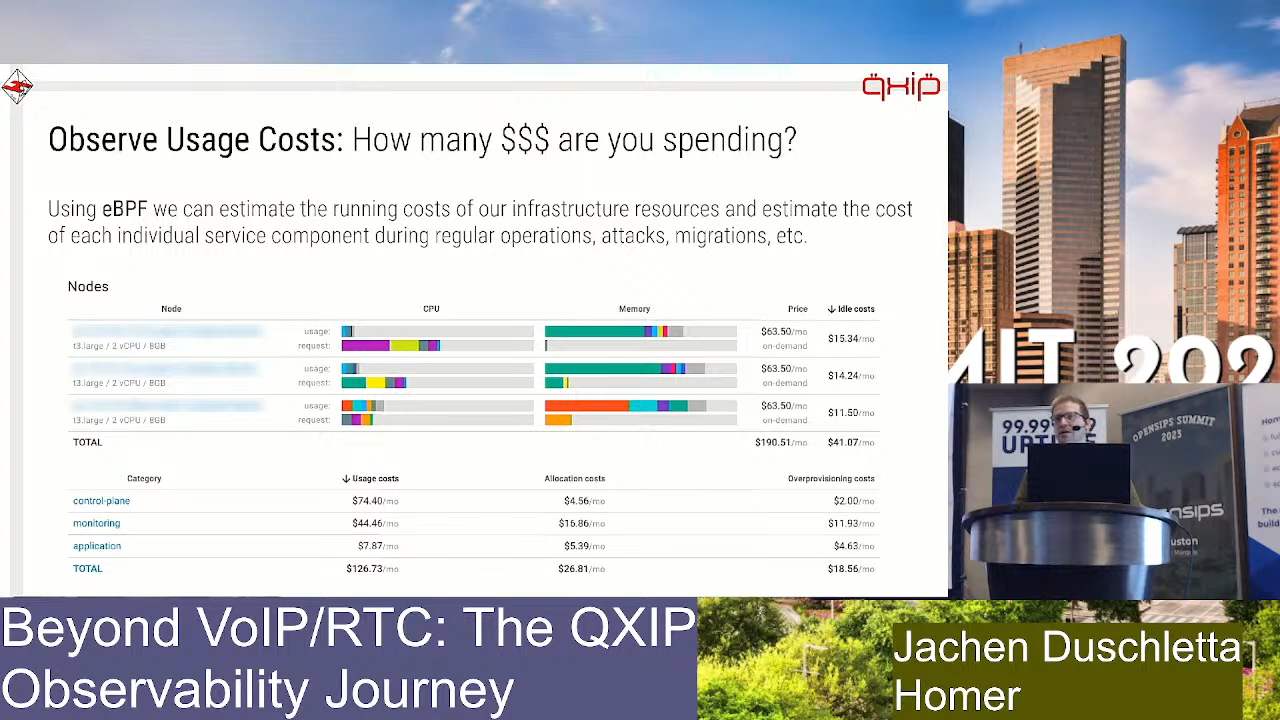 qxip
Observe Usage Costs: How many $$$ are you spending?
Using eBPF we can estimate the running costs of our infrastructure resources and estimate the cost
of each individual service component during regular operations, attacks, migrations, etc.
Nodes
Node CPU Memory Price ↓ Idle costs
usage: $63.50/mo $15.34/mo
t3.large / 2 vCPU / 8GB request: on-demand
usage: $63.50/mo $14.24/mo
t3.large / 2 vCPU / 8GB request: on-demand
usage: $63.50/mo $11.50/mo
t3.large / 2 vCPU / 8GB request: on-demand
TOTAL $190.51/mo $41.07/mo
Category ↓ Usage costs Allocation costs Overprovisioning costs
control-plane $74.40/mo $4.56/mo $2.00/mo
monitoring $44.46/mo $16.86/mo $11.93/mo
application $7.87/mo $5.39/mo $4.63/mo
TOTAL $126.73/mo $26.81/mo $18.56/mo
MIT 202
99.99
UPTI
OPENSIPS SUMMIT
2023
nsips
uston
The
build
Beyond VoIP/RTC: The QXIP
Observability Journey
Jachen Duschletta
Homer